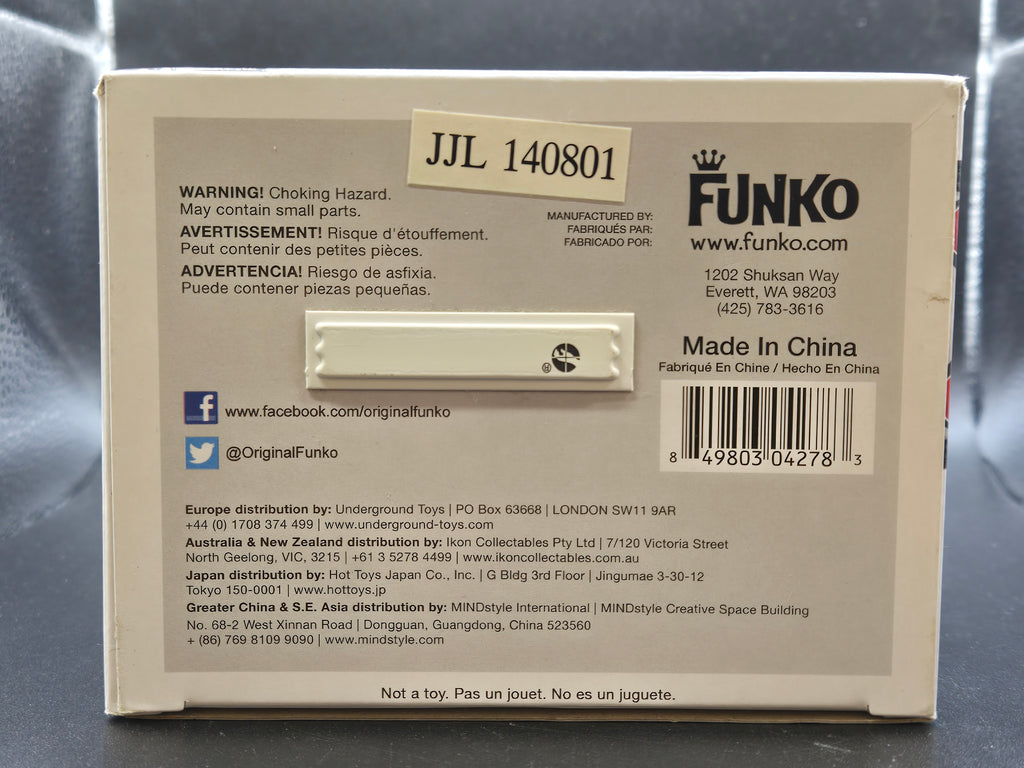 JJL 140801
WARNING! Choking Hazard.
May contain small parts.
AVERTISSEMENT! Risque d'étouffement.
Peut contenir des petites pièces.
ADVERTENCIA! Riesgo de asfixia.
Puede contener piezas pequeñas.
MANUFACTURED BY:
FABRIQUÉS PAR:
FABRICADO POR:
FUNKO
www.funko.com
1202 Shuksan Way
Everett, WA 98203
(425) 783-3616
Made In China
Fabriqué En Chine / Hecho En China
®
8 49803 04278 3
f www.facebook.com/originalfunko
@OriginalFunko
Europe distribution by: Underground Toys | PO Box 63668 | LONDON SW11 9AR
+44 (0) 1708 374 499 | www.underground-toys.com
Australia & New Zealand distribution by: Ikon Collectables Pty Ltd | 7/120 Victoria Street
North Geelong, VIC, 3215 | +61 3 5278 4499 | www.ikoncollectables.com.au
Japan distribution by: Hot Toys Japan Co., Inc. | G Bldg 3rd Floor | Jingumae 3-30-12
Tokyo 150-0001 | www.hottoys.jp
Greater China & S.E. Asia distribution by: MINDstyle International | MINDstyle Creative Space Building
No. 68-2 West Xinnan Road | Dongguan, Guangdong, China 523560
+ (86) 769 8109 9090 | www.mindstyle.com
Not a toy. Pas un jouet. No es un juguete.